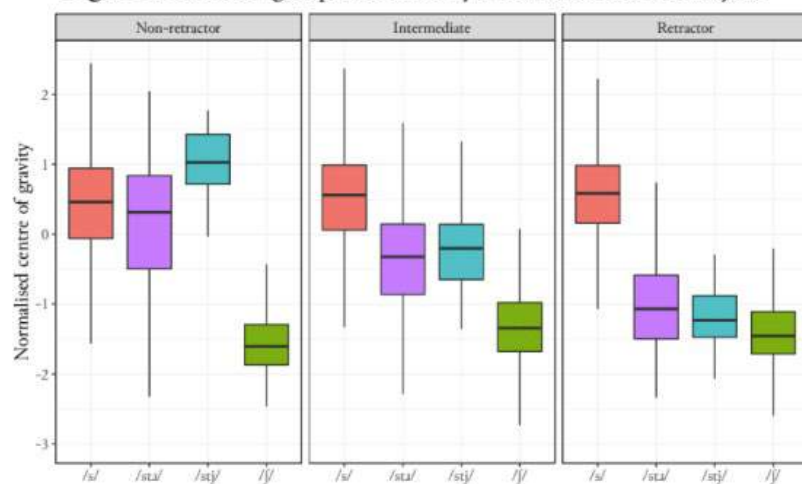 Non-retractor Intermediate Retractor
Normalised centre of gravity
2
1
0
-1
-2
-3
/s/ /stɹ/ /stj/ /ʃ/ /s/ /stɹ/ /stj/ /ʃ/ /s/ /stɹ/ /stj/ /ʃ/